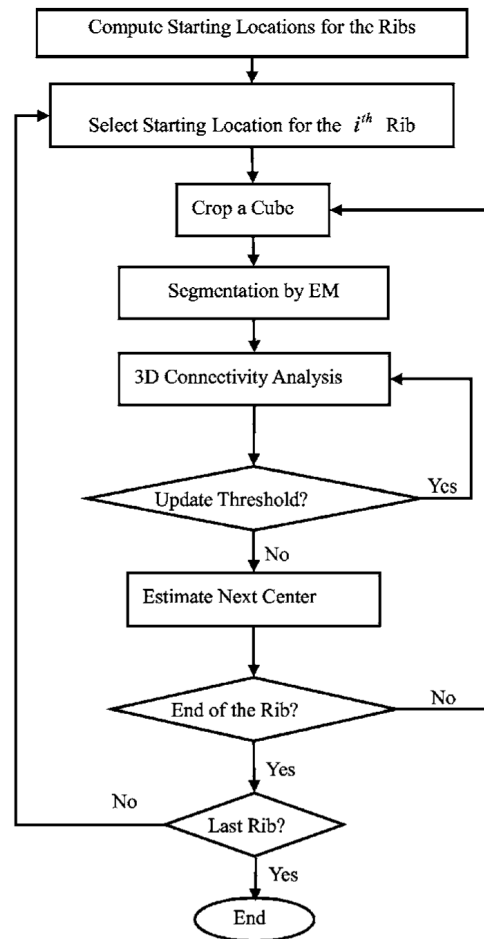 Compute Starting Locations for the Ribs
Select Starting Location for the i^th Rib
Crop a Cube
Segmentation by EM
3D Connectivity Analysis
Update Threshold?
Yes
No
Estimate Next Center
End of the Rib?
No
Yes
No
Last Rib?
Yes
End